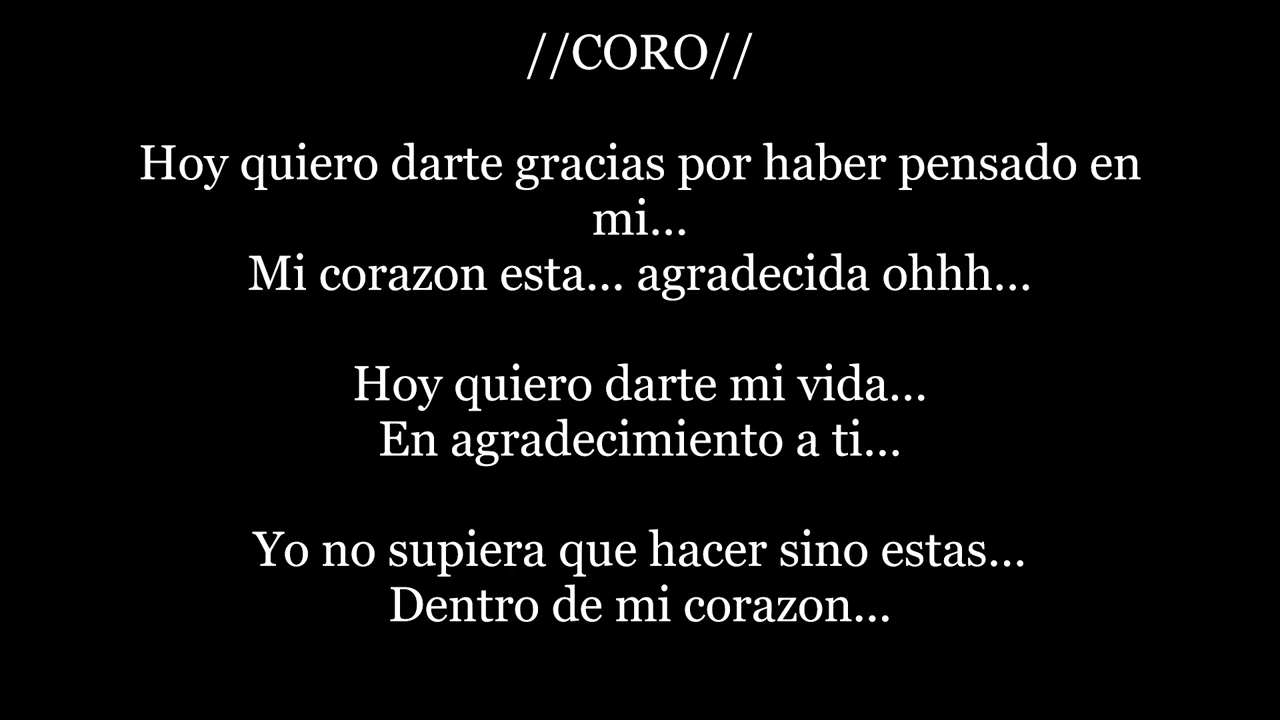 //CORO//
Hoy quiero darte gracias por haber pensado en
mi...
Mi corazon esta... agradecida ohhh...
Hoy quiero darte mi vida...
En agradecimiento a ti...
Yo no supiera que hacer sino estas...
Dentro de mi corazon...